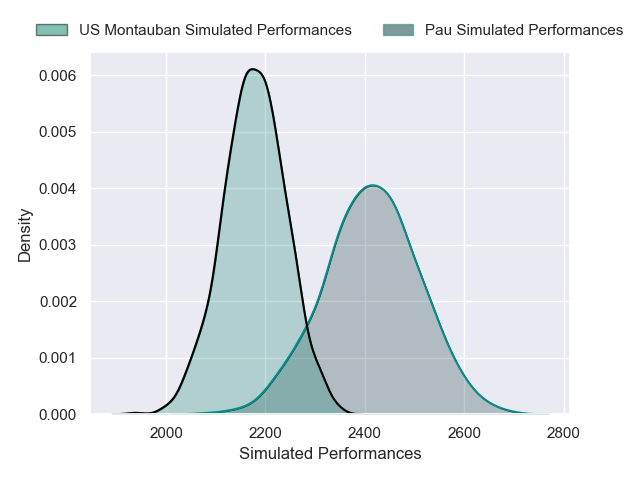 US Montauban Simulated Performances
Pau Simulated Performances
0.006
0.005
0.004
0.003
0.002
0.001
0.000
Density
2000 2200 2400 2600 2800
Simulated Performances